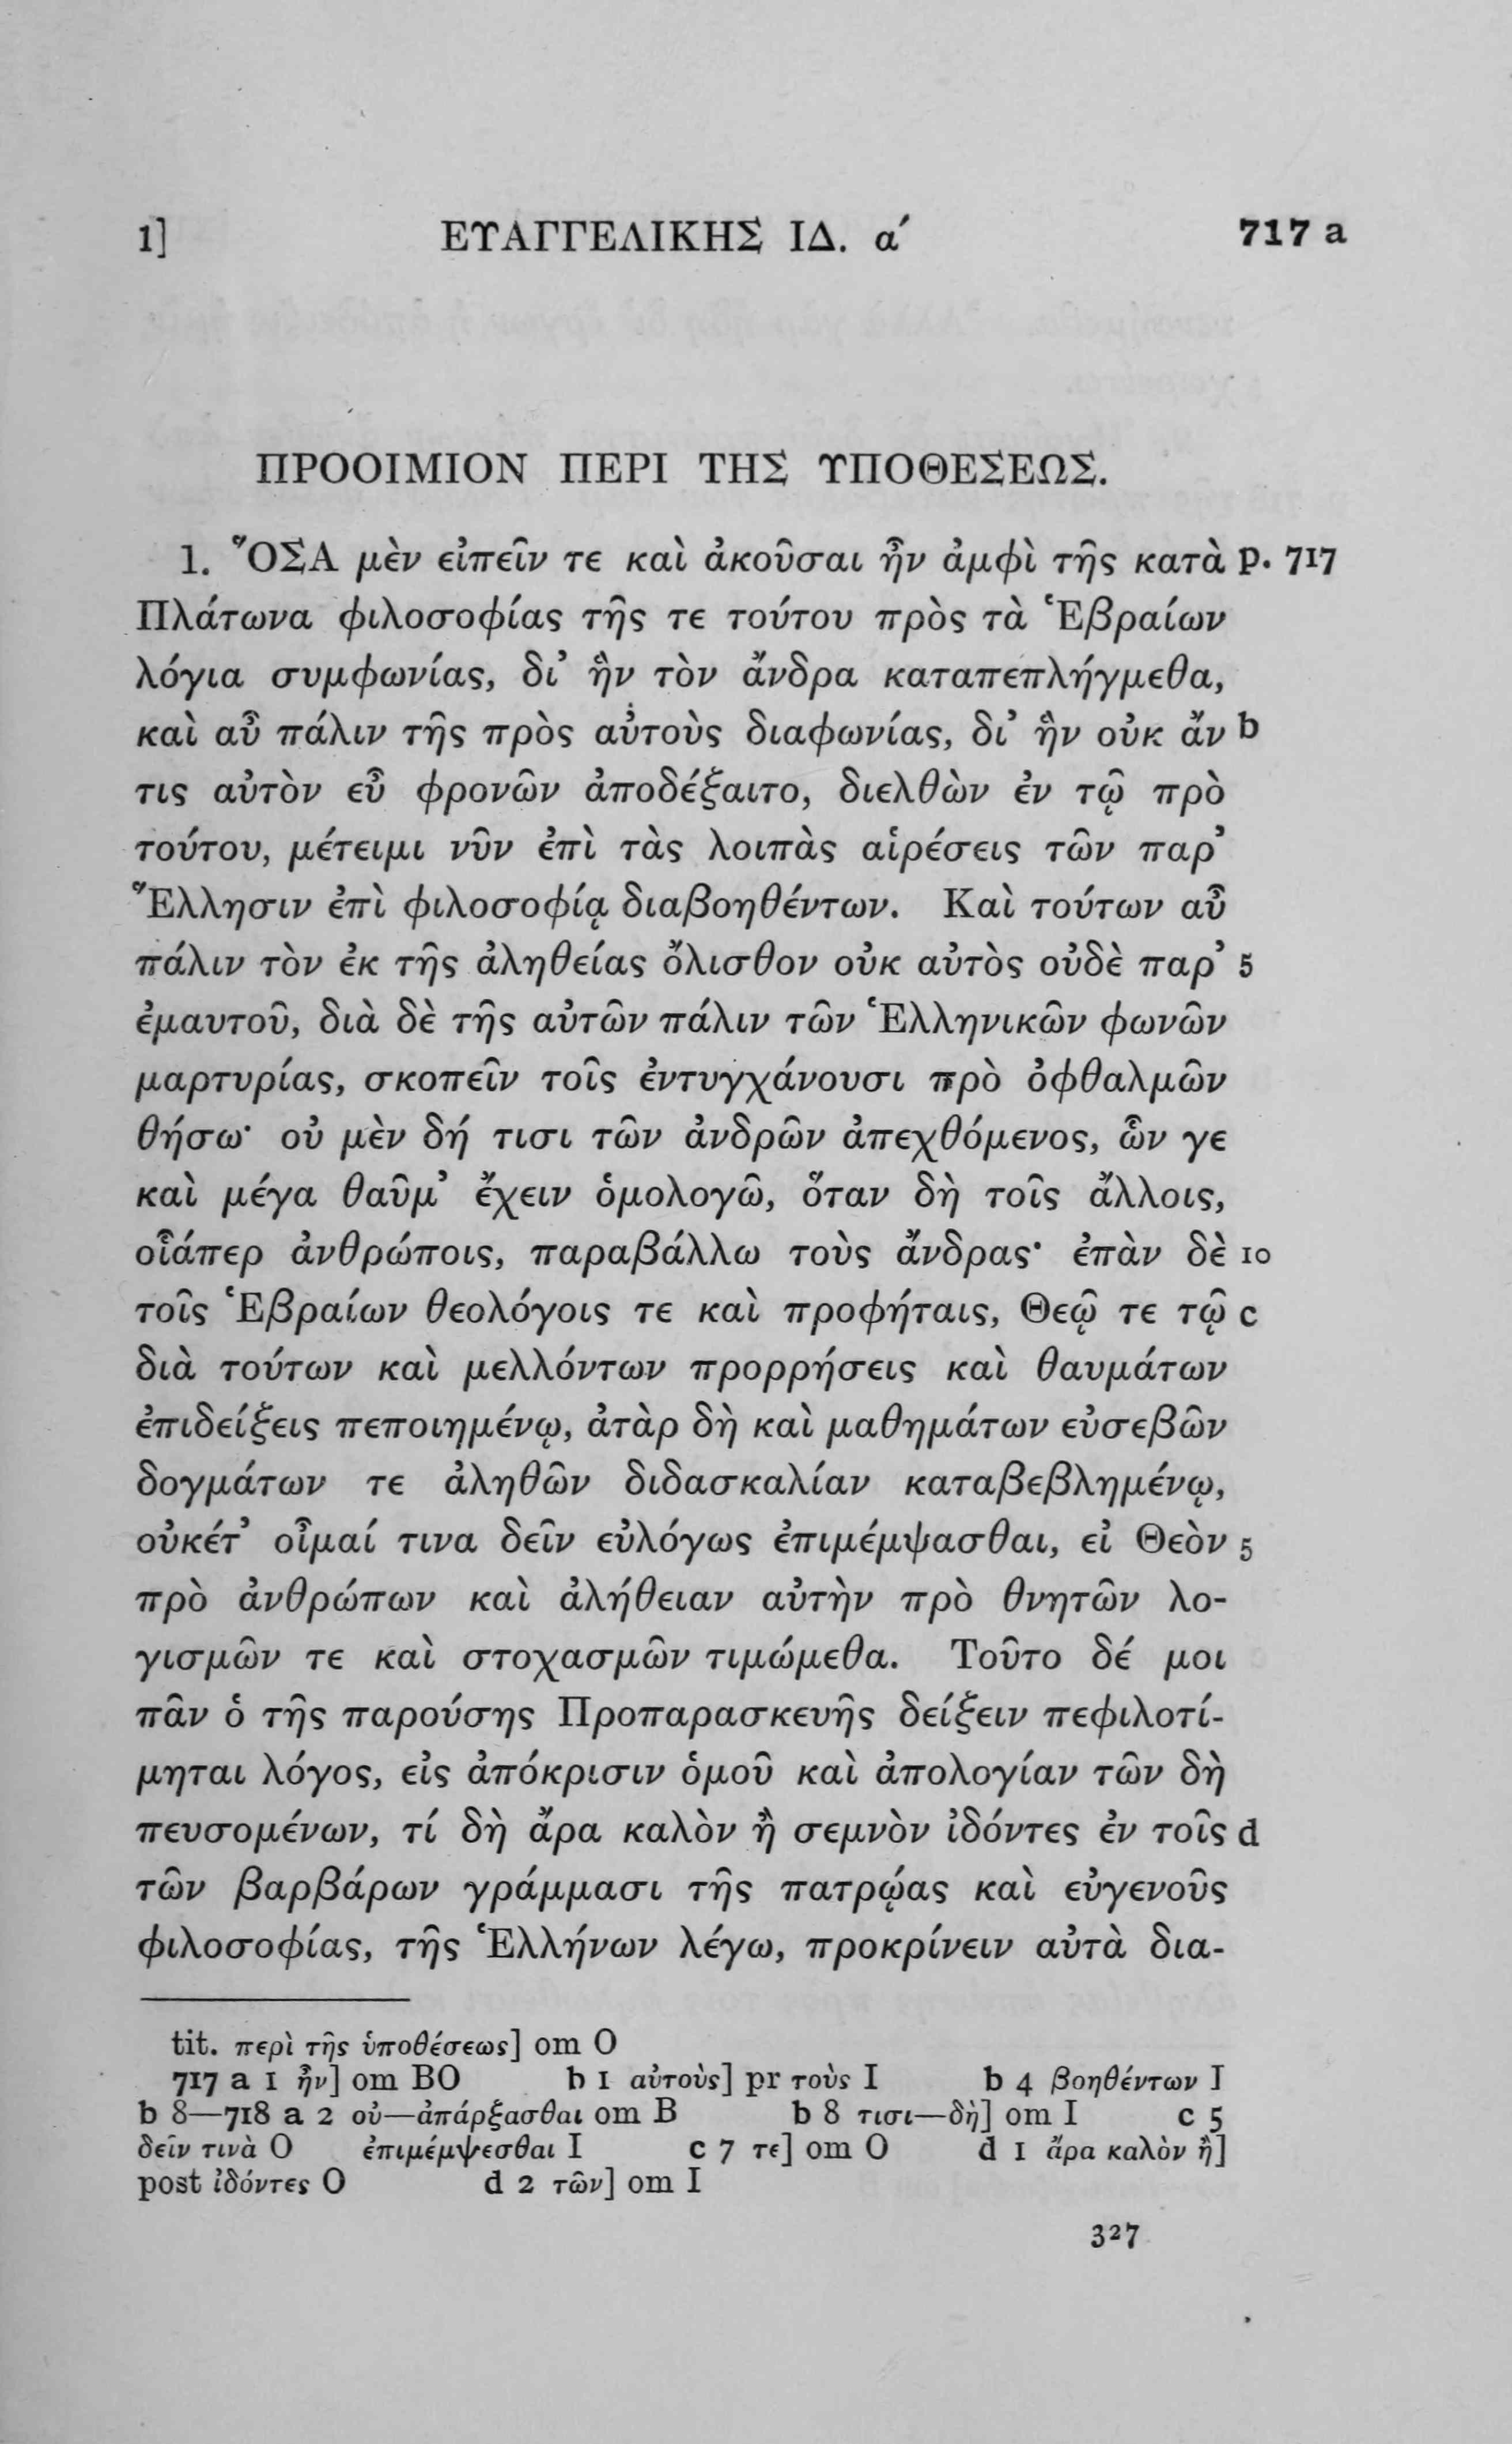 1] ΕΥΑΓΓΕΛΙΚΗΣ ΙΔ. α´ 717 a
ΠΡΟΟΙΜΙΟΝ ΠΕΡΙ ΤΗΣ ΥΠΟΘΕΣΕΩΣ.
1. ὍΣΑ μὲν εἰπεῖν τε καὶ ἀκοῦσαι ἦν ἀμφὶ τῆς κατὰ p. 717
Πλάτωνα φιλοσοφίας τῆς τε τούτου πρὸς τὰ Ἑβραίων
λόγια συμφωνίας, δι’ ἣν τὸν ἄνδρα καταπεπλήγμεθα,
καὶ αὖ πάλιν τῆς πρὸς αὐτοὺς διαφωνίας, δι’ ἣν οὐκ ἄν b
τις αὐτὸν εὖ φρονῶν ἀποδέξαιτο, διελθὼν ἐν τῷ πρὸ
τούτου, μέτειμι νῦν ἐπὶ τὰς λοιπὰς αἱρέσεις τῶν παρ’
Ἕλλησιν ἐπὶ φιλοσοφίᾳ διαβοηθέντων. Καὶ τούτων αὖ
πάλιν τὸν ἐκ τῆς ἀληθείας ὄλισθον οὐκ αὐτὸς οὐδὲ παρ’ 5
ἐμαυτοῦ, διὰ δὲ τῆς αὐτῶν πάλιν τῶν Ἑλληνικῶν φωνῶν
μαρτυρίας, σκοπεῖν τοῖς ἐντυγχάνουσι πρὸ ὀφθαλμῶν
θήσω· οὐ μὲν δή τισι τῶν ἀνδρῶν ἀπεχθόμενος, ὧν γε
καὶ μέγα θαῦμ’ ἔχειν ὁμολογῶ, ὅταν δὴ τοῖς ἄλλοις,
οἷάπερ ἀνθρώποις, παραβάλλω τοὺς ἄνδρας· ἐπὰν δὲ 10
τοῖς Ἑβραίων θεολόγοις τε καὶ προφήταις, Θεῷ τε τῷ c
διὰ τούτων καὶ μελλόντων προρρήσεις καὶ θαυμάτων
ἐπιδείξεις πεποιημένῳ, ἀτὰρ δὴ καὶ μαθημάτων εὐσεβῶν
δογμάτων τε ἀληθῶν διδασκαλίαν καταβεβλημένῳ,
οὐκέτ’ οἶμαί τινα δεῖν εὐλόγως ἐπιμέμψασθαι, εἰ Θεὸν 5
πρὸ ἀνθρώπων καὶ ἀλήθειαν αὐτὴν πρὸ θνητῶν λο-
γισμῶν τε καὶ στοχασμῶν τιμώμεθα. Τοῦτο δέ μοι
πᾶν ὁ τῆς παρούσης Προπαρασκευῆς δείξειν πεφιλοτί-
μηται λόγος, εἰς ἀπόκρισιν ὁμοῦ καὶ ἀπολογίαν τῶν δὴ
πευσομένων, τί δὴ ἄρα καλὸν ἢ σεμνὸν ἰδόντες ἐν τοῖς d
τῶν βαρβάρων γράμμασι τῆς πατρῴας καὶ εὐγενοῦς
φιλοσοφίας, τῆς Ἑλλήνων λέγω, προκρίνειν αὐτὰ δια-
tit. περὶ τῆς ὑποθέσεως] om O
717 a 1 ἦν] om BO b 1 αὐτοὺς] pr τοὺς I b 4 βοηθέντων I
b 8—718 a 2 οὐ—ἀπάρξασθαι om B b 8 τισι—δὴ] om I c 5
δεῖν τινὰ O ἐπιμέμψεσθαι I c 7 τε] om O d 1 ἄρα καλὸν ἢ]
post ἰδόντες O d 2 τῶν] om I
327